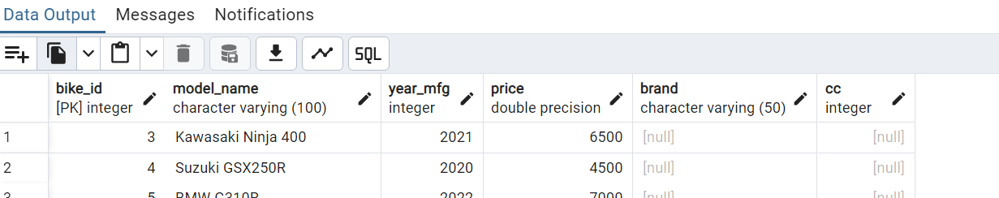 Data Output Messages Notifications
SQL
bike_id model_name year_mfg price brand cc
[PK] integer character varying (100) integer double precision character varying (50) integer
1 3 Kawasaki Ninja 400 2021 6500 [null] [null]
2 4 Suzuki GSX250R 2020 4500 [null] [null]
3 5 BMW G310R 2022 7000 [null] [null]